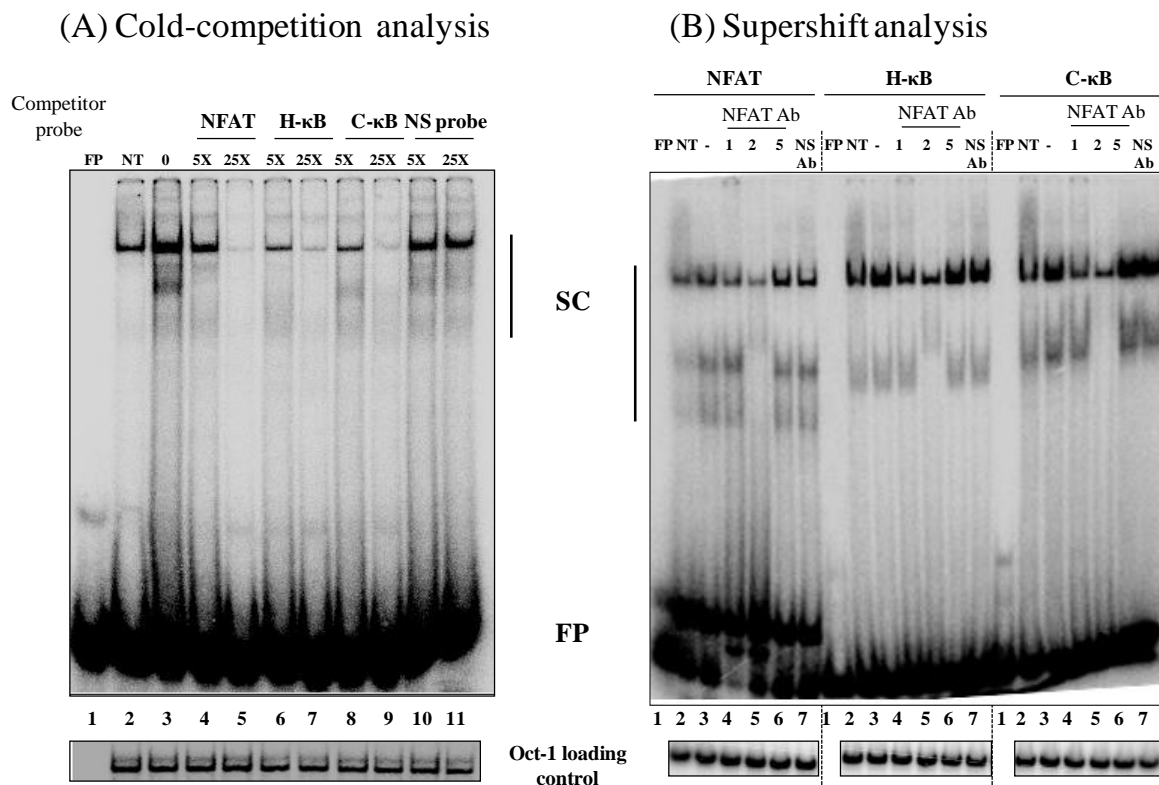 (A) Cold-competition analysis
Competitor probe
NFAT H-κB C-κB NS probe
FP NT 0 5X 25X 5X 25X 5X 25X 5X 25X
SC
FP
1 2 3 4 5 6 7 8 9 10 11
Oct-1 loading control
(B) Supershift analysis
NFAT H-κB C-κB
NFAT Ab NFAT Ab NFAT Ab
FP NT - 1 2 5 NS Ab FP NT - 1 2 5 NS Ab FP NT - 1 2 5 NS Ab
1 2 3 4 5 6 7 1 2 3 4 5 6 7 1 2 3 4 5 6 7